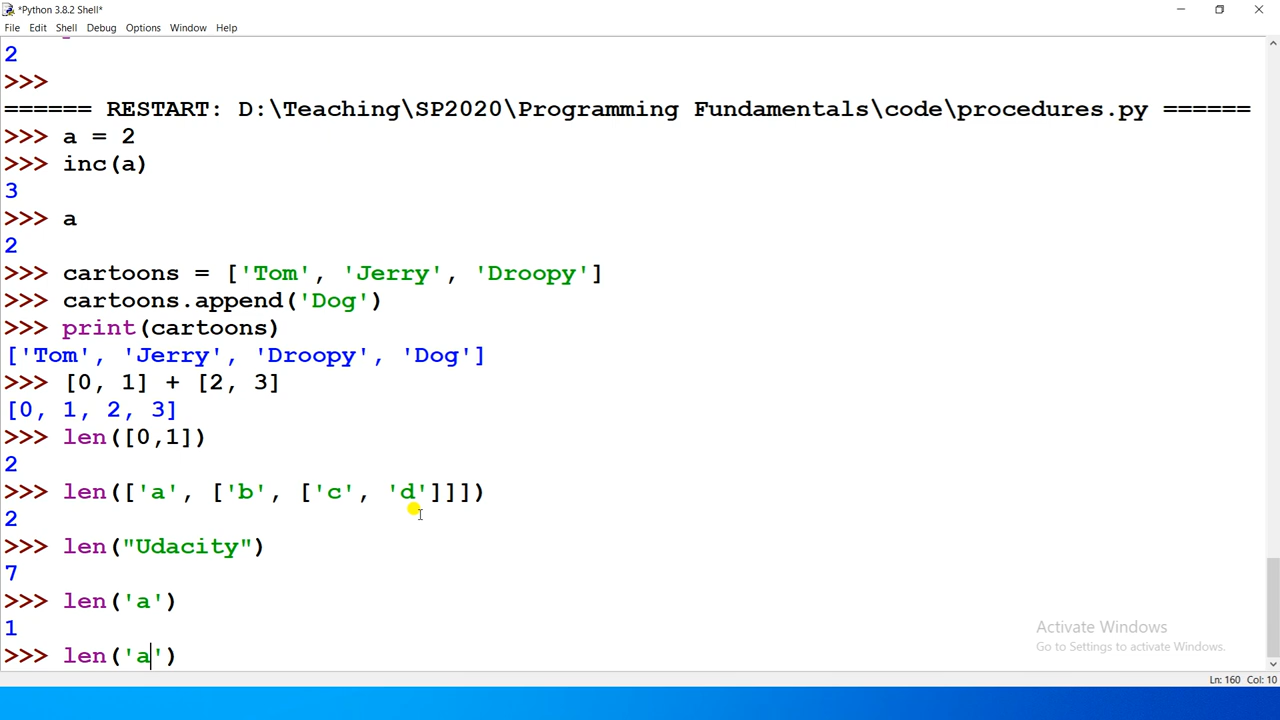 *Python 3.8.2 Shell*
File Edit Shell Debug Options Window Help
2
>>>
====== RESTART: D:\Teaching\SP2020\Programming Fundamentals\code\procedures.py ======
>>> a = 2
>>> inc(a)
3
>>> a
2
>>> cartoons = ['Tom', 'Jerry', 'Droopy']
>>> cartoons.append('Dog')
>>> print(cartoons)
['Tom', 'Jerry', 'Droopy', 'Dog']
>>> [0, 1] + [2, 3]
[0, 1, 2, 3]
>>> len([0,1])
2
>>> len(['a', ['b', ['c', 'd']]])
2
>>> len("Udacity")
7
>>> len('a')
1
>>> len('a')
Activate Windows
Go to Settings to activate Windows.
Ln: 160 Col: 10